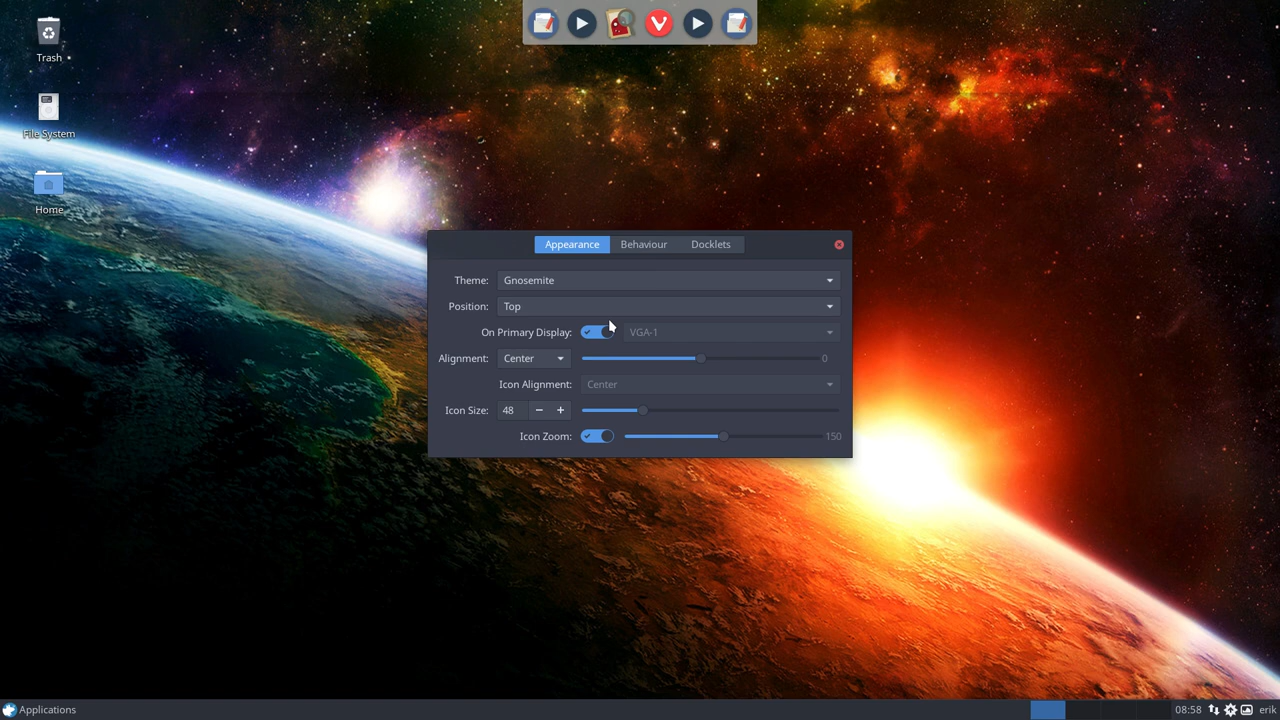 Trash
File System
Home
Appearance Behaviour Docklets
Theme: Gnosemite
Position: Top
On Primary Display: VGA-1
Alignment: Center 0
Icon Alignment: Center
Icon Size: 48 − +
Icon Zoom: 150
Applications 08:58 erik